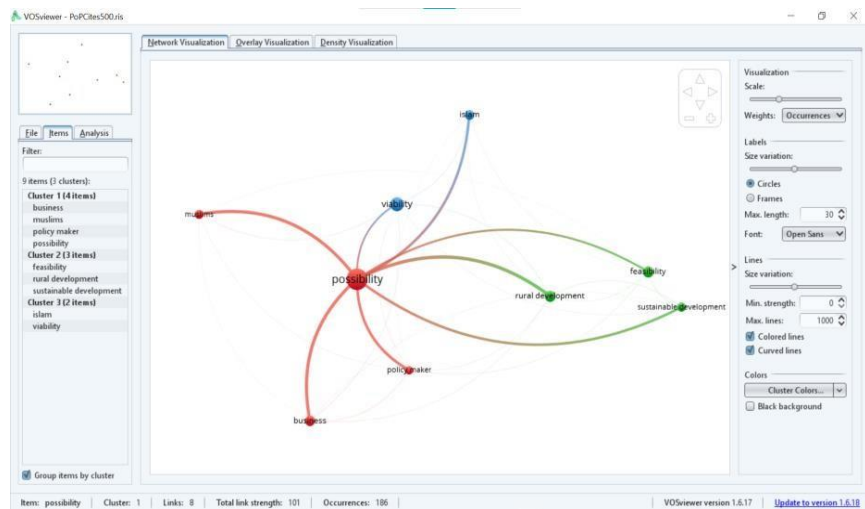 VOSviewer - PoPCites500.ris
Network Visualization Overlay Visualization Density Visualization
File Items Analysis
Filter:
9 items (3 clusters):
Cluster 1 (4 items)
business
muslims
policy maker
possibility
Cluster 2 (3 items)
feasibility
rural development
sustainable development
Cluster 3 (2 items)
islam
viability
Group items by cluster
islam
viability
muslims
possibility
feasibility
rural development
sustainable development
policy maker
business
Visualization
Scale:
Weights: Occurrences
Labels
Size variation:
Circles
Frames
Max. length: 30
Font: Open Sans
Lines
Size variation:
Min. strength: 0
Max. lines: 1000
Colored lines
Curved lines
Colors
Cluster Colors...
Black background
Item: possibility Cluster: 1 Links: 8 Total link strength: 101 Occurrences: 186 VOSviewer version 1.6.17 Update to version 1.6.18